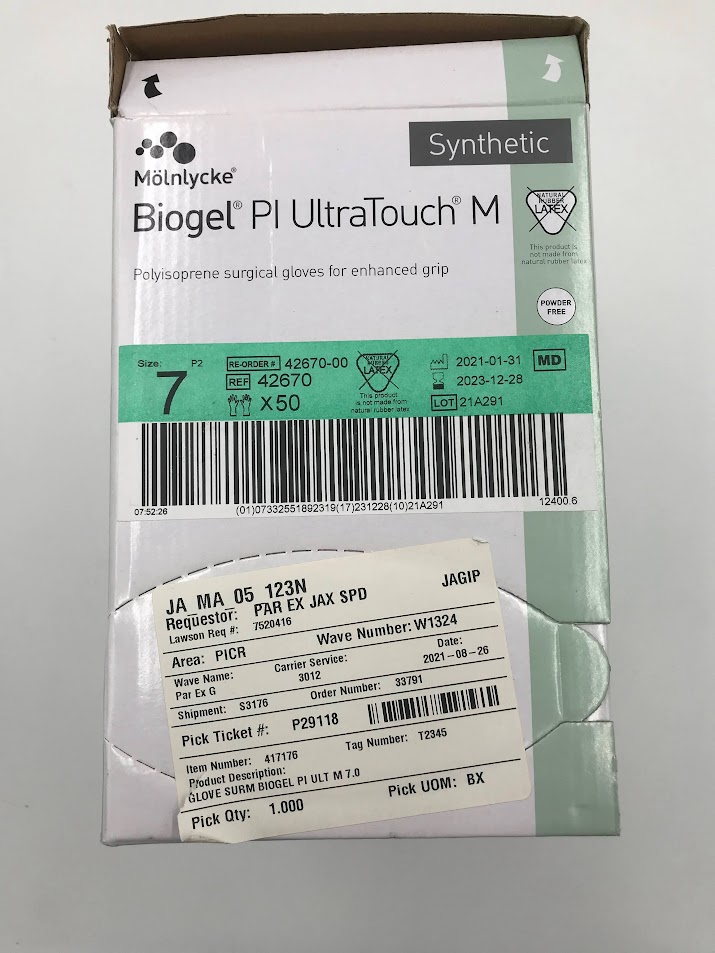 Synthetic
Mölnlycke®
Biogel® PI UltraTouch® M
NATURAL
RUBBER
LATEX
This product is
not made from
natural rubber latex
Polyisoprene surgical gloves for enhanced grip
POWDER
FREE
Size: P2
7
RE-ORDER # 42670-00
REF 42670
X50
NATURAL
RUBBER
LATEX
This product
is not made from
natural rubber latex
2021-01-31 MD
2023-12-28
LOT 21A291
07:52:26
(01)07332551892319(17)231228(10)21A291
12400.6
JA_MA_05_123N JAGIP
Requestor: PAR EX JAX SPD
Lawson Req #: 7520416
Area: PICR Wave Number: W1324
Wave Name: Carrier Service: Date:
Par Ex G 3012 2021-08-26
Shipment: S3176 Order Number: 33791
Pick Ticket #: P29118
Item Number: 417176 Tag Number: T2345
Product Description:
GLOVE SURM BIOGEL PI ULT M 7.0
Pick Qty: 1.000 Pick UOM: BX